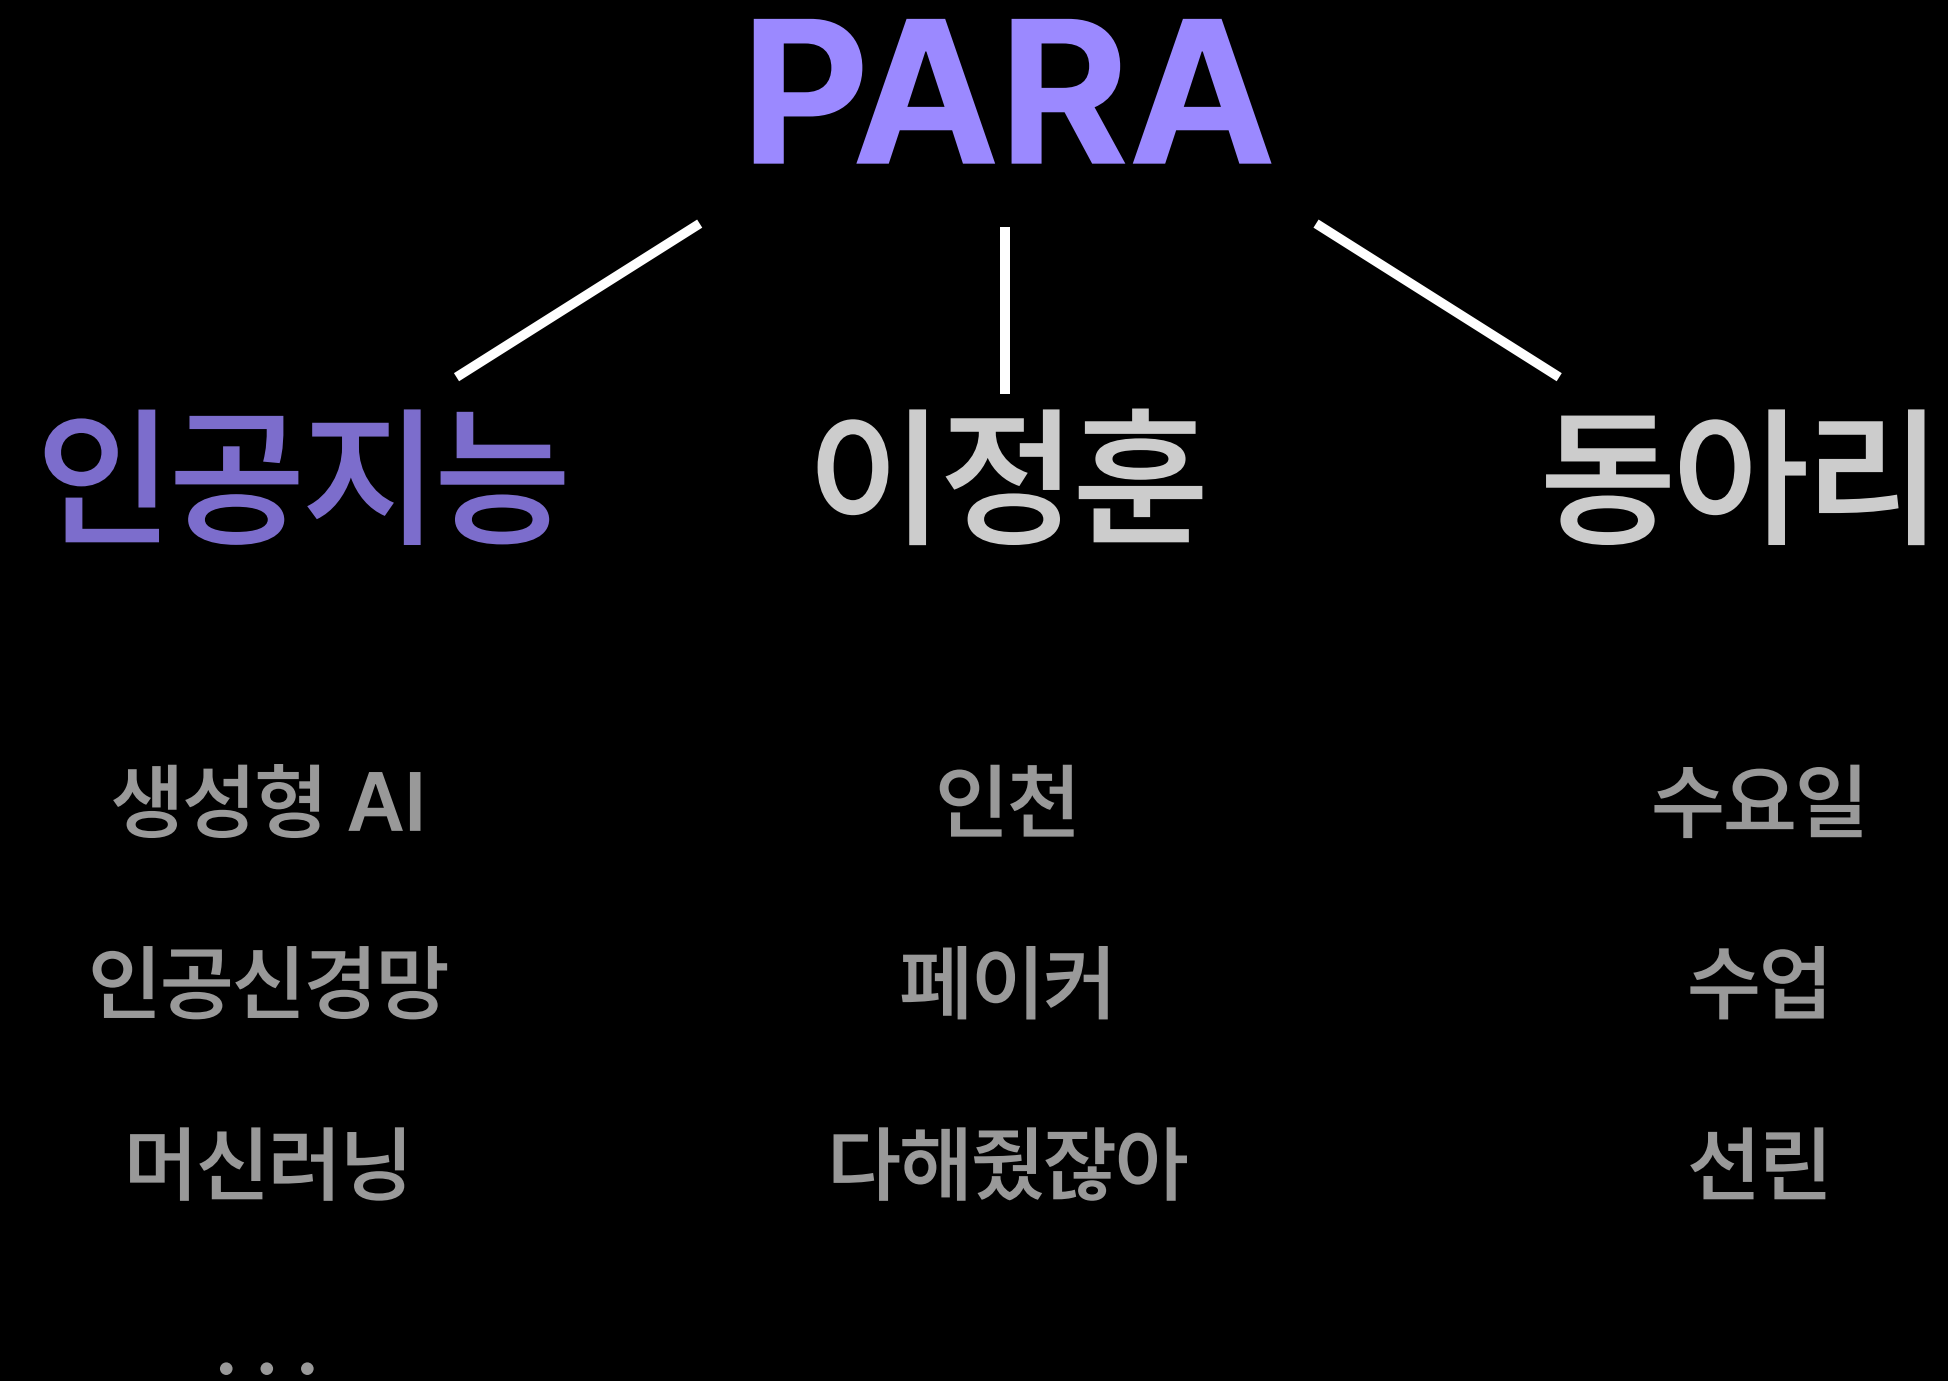 PARA
인공지능 이정훈 동아리
생성형 AI 인천 수요일
인공신경망 페이커 수업
머신러닝 다해줬잖아 선린
...